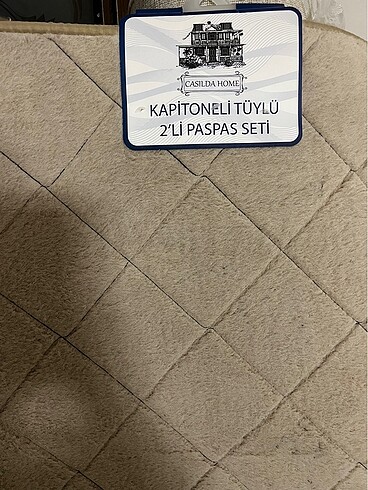 CASILDA HOME
KAPİTONELİ TÜYLÜ
2'Lİ PASPAS SETİ